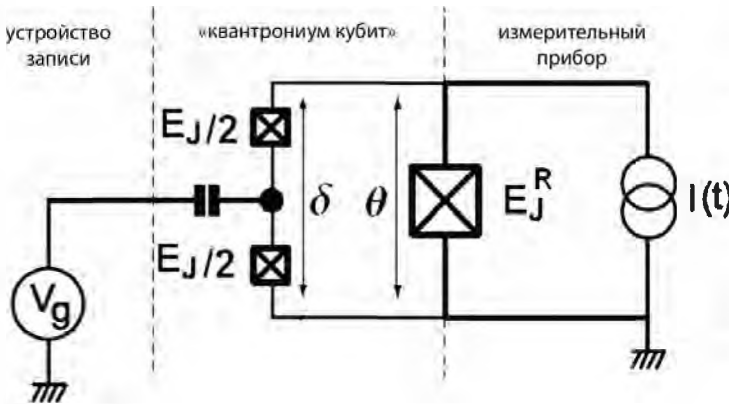 устройство
записи
«квантрониум кубит»
измерительный
прибор
E_J/2
δ
θ
E_J^R
I(t)
E_J/2
V_g